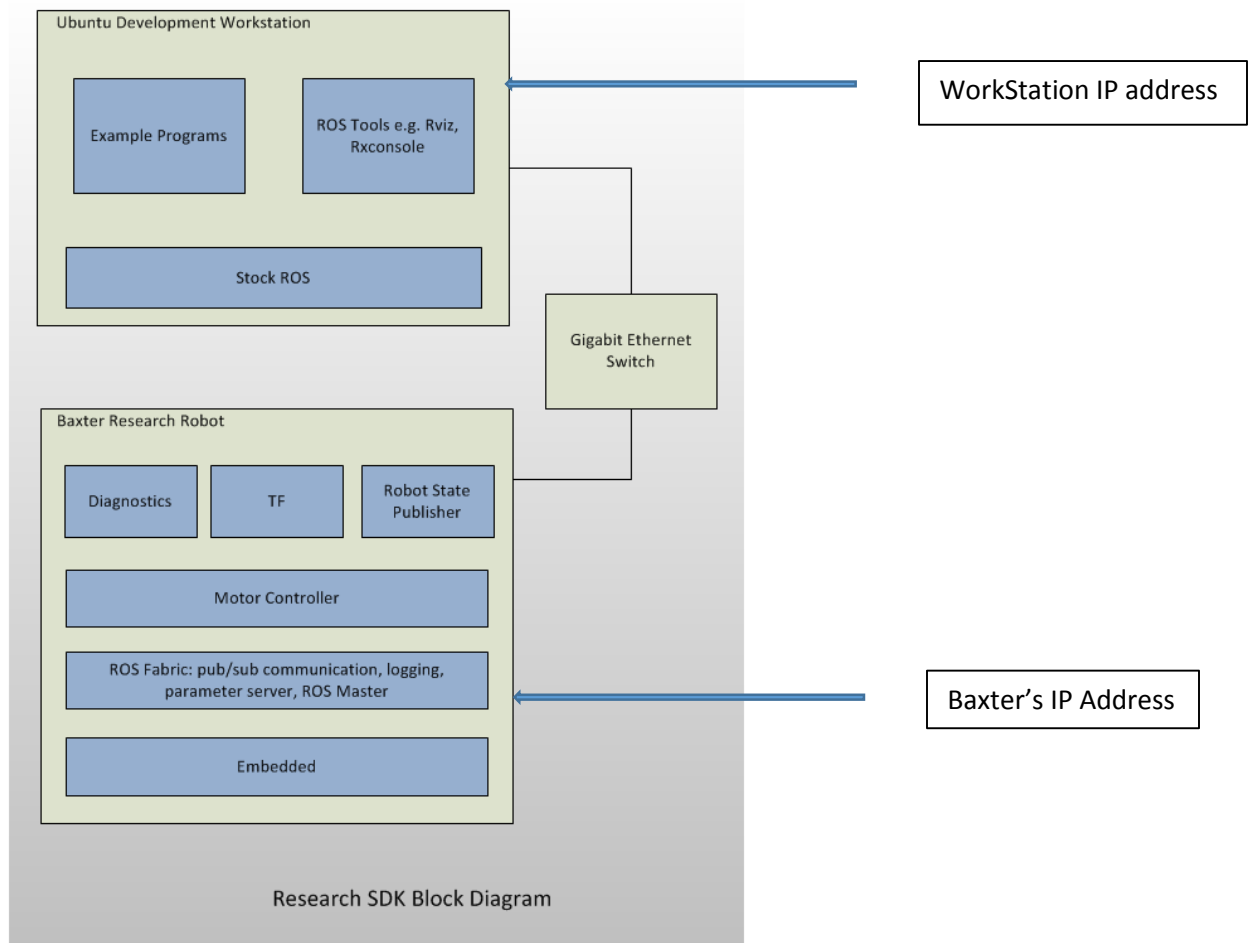 Ubuntu Development Workstation
WorkStation IP address
Example Programs
ROS Tools e.g. Rviz,
Rxconsole
Stock ROS
Gigabit Ethernet
Switch
Baxter Research Robot
Diagnostics
TF
Robot State
Publisher
Motor Controller
ROS Fabric: pub/sub communication, logging,
parameter server, ROS Master
Baxter’s IP Address
Embedded
Research SDK Block Diagram